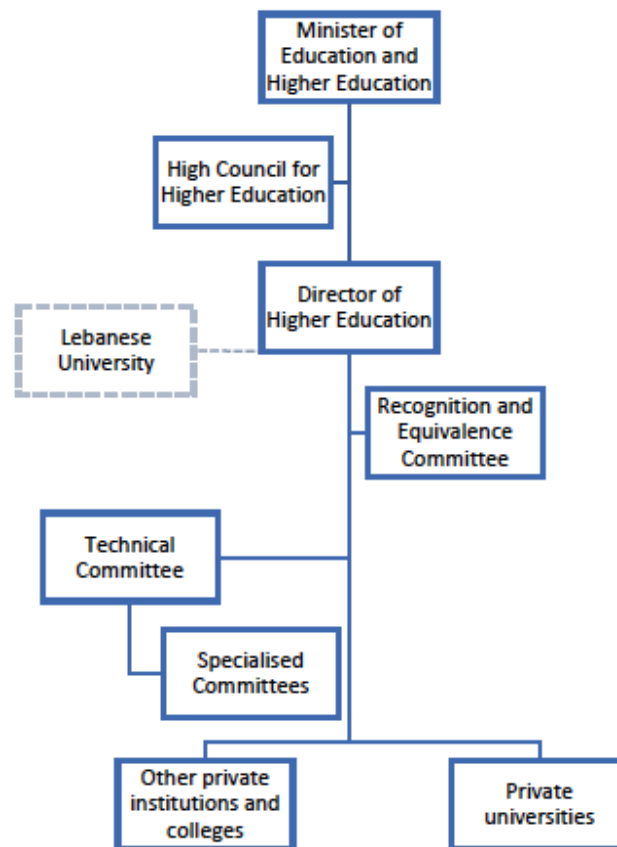 Minister of
Education and
Higher Education
High Council for
Higher Education
Director of
Higher Education
Lebanese
University
Recognition and
Equivalence
Committee
Technical
Committee
Specialised
Committees
Other private
institutions and
colleges
Private
universities